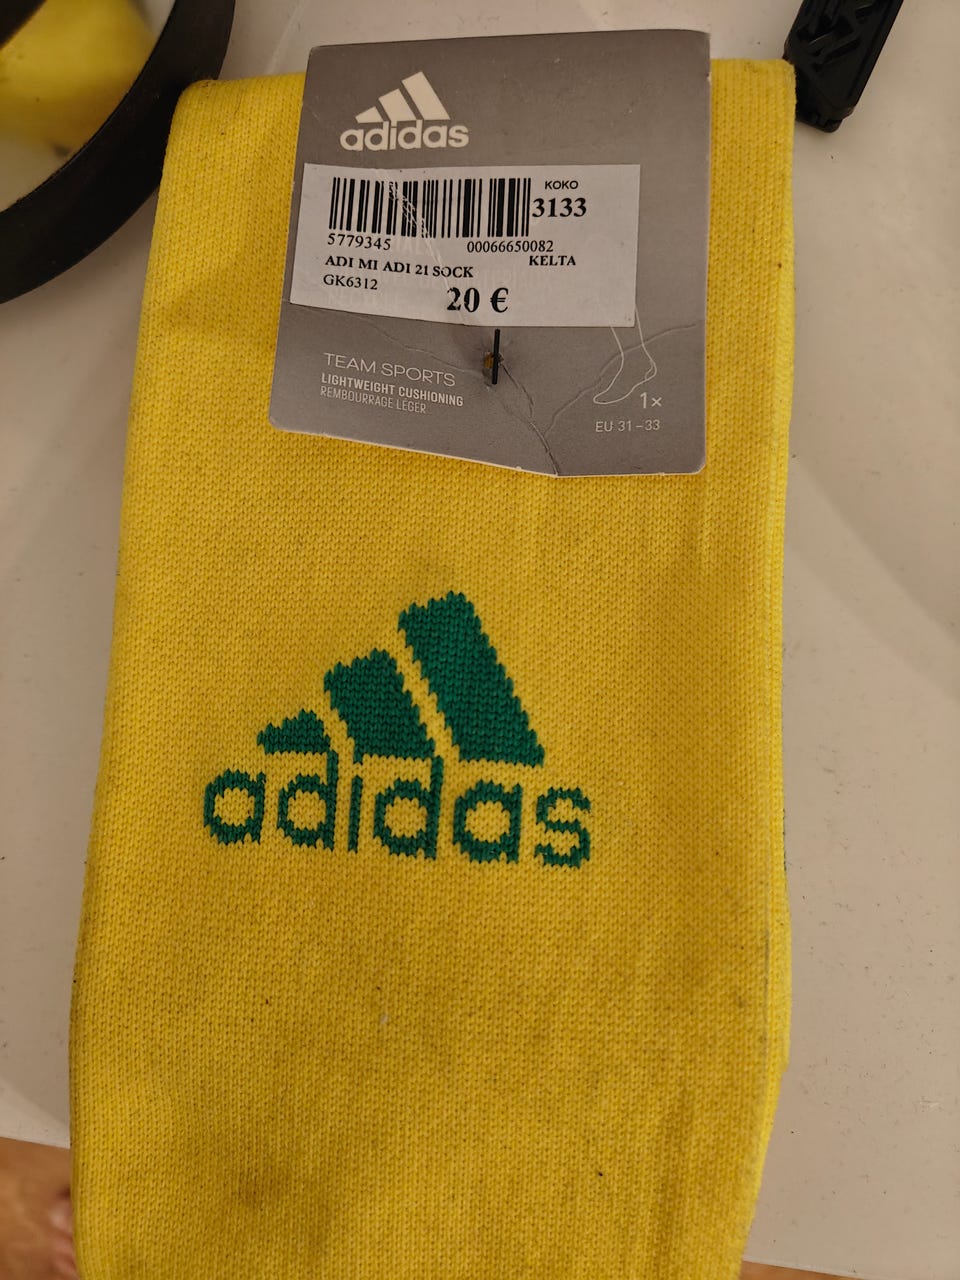 adidas
KOKO
3133
5779345 00066650082
KELTA
ADI MI ADI 21 SOCK
GK6312
20 €
TEAM SPORTS
LIGHTWEIGHT CUSHIONING
REMBOURRAGE LÉGER
1×
EU 31–33
adidas